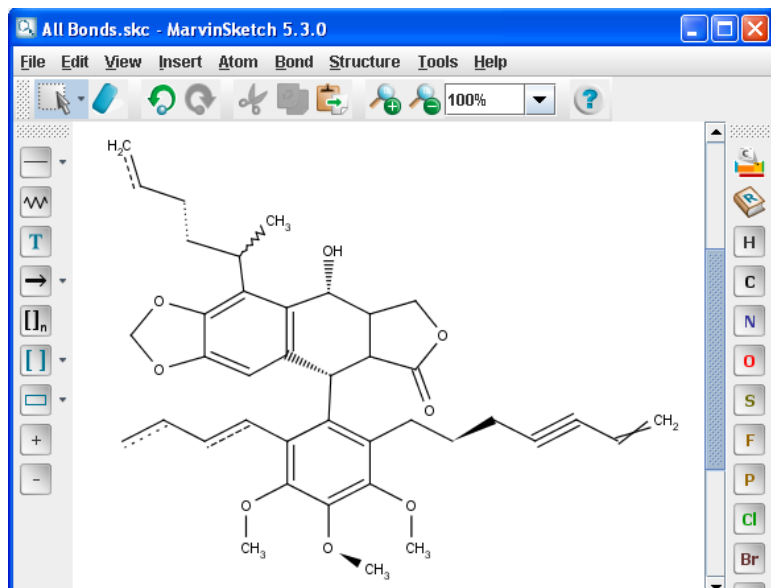 All Bonds.skc - MarvinSketch 5.3.0
File Edit View Insert Atom Bond Structure Tools Help
100% ?
H₂C
CH₃
T
OH
H
C
[]n
O
O
N
O
[ ]
O
O
O
S
CH₂
+
F
-
P
O
O
Cl
CH₃
O
CH₃
CH₃
Br